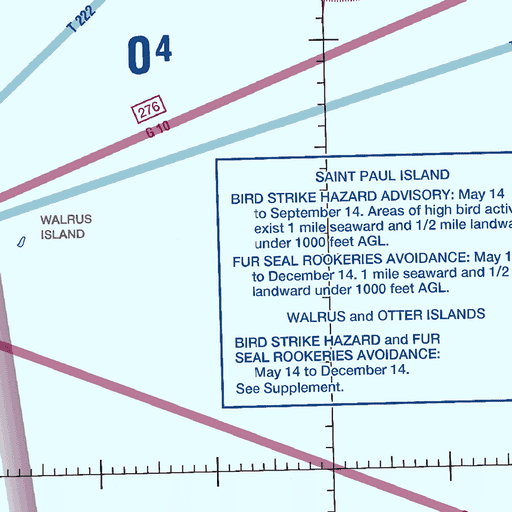 T 222
04
276
G 10
WALRUS
ISLAND
SAINT PAUL ISLAND
BIRD STRIKE HAZARD ADVISORY: May 14
to September 14. Areas of high bird
exist 1 mile seaward and 1/2 mile
under 1000 feet AGL.
FUR SEAL ROOKERIES AVOIDANCE: May
to December 14. 1 mile seaward and 1/2
landward under 1000 feet AGL.
WALRUS and OTTER ISLANDS
BIRD STRIKE HAZARD and FUR
SEAL ROOKERIES AVOIDANCE:
May 14 to December 14.
See Supplement.